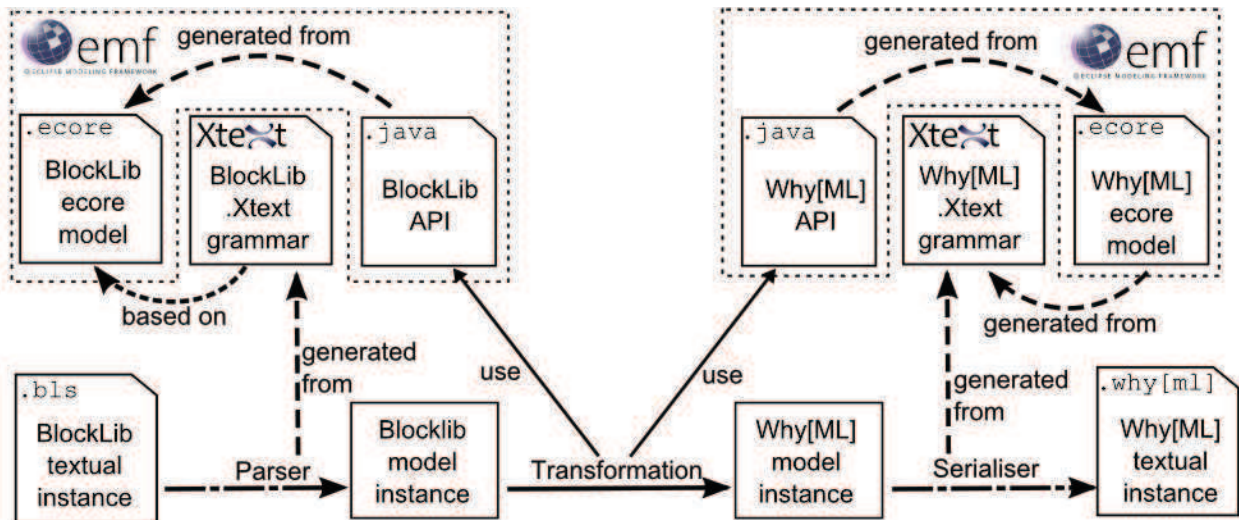 emf
ECLIPSE MODELING FRAMEWORK
generated from
generated from
emf
ECLIPSE MODELING FRAMEWORK
.ecore
BlockLib
ecore
model
Xtext
BlockLib
.Xtext
grammar
.java
BlockLib
API
.java
Why[ML]
API
Xtext
Why[ML]
.Xtext
grammar
.ecore
Why[ML]
ecore
model
based on
generated from
generated
from
use
use
generated
from
.bls
BlockLib
textual
instance
Parser
Blocklib
model
instance
Transformation
Why[ML]
model
instance
Serialiser
.why[ml]
Why[ML]
textual
instance